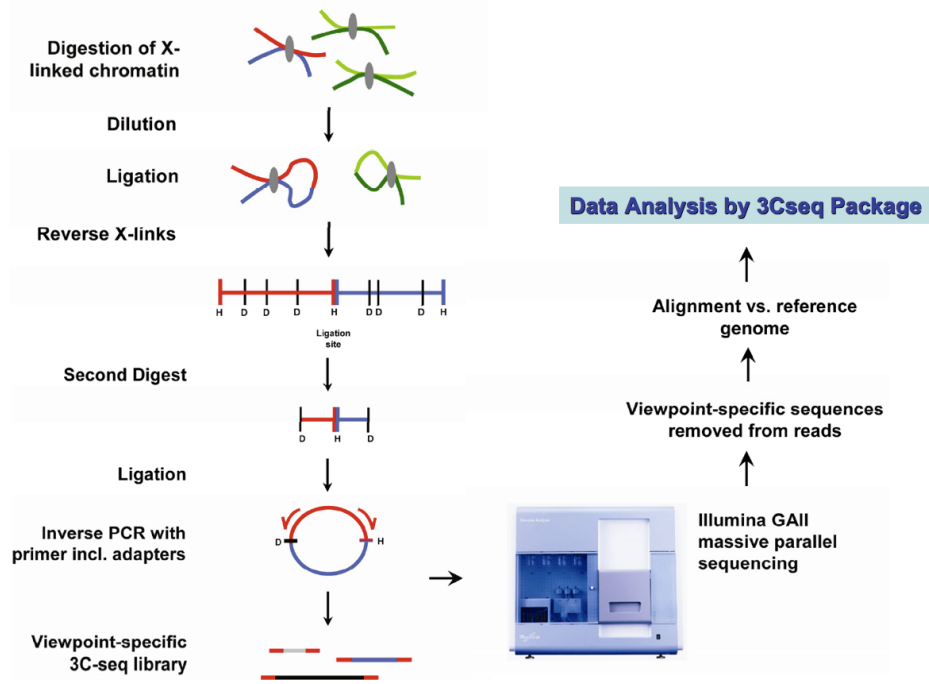 Digestion of X-
linked chromatin
Dilution
Ligation
Reverse X-links
H D D D H D D D H
Ligation
site
Second Digest
D H D
Ligation
Inverse PCR with
primer incl. adapters
D H
Viewpoint-specific
3C-seq library
Illumina GAII
massive parallel
sequencing
Viewpoint-specific sequences
removed from reads
Alignment vs. reference
genome
Data Analysis by 3Cseq Package